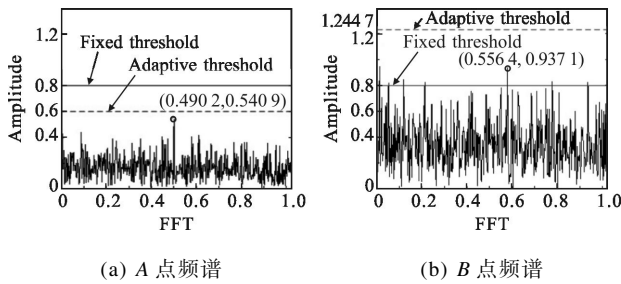 1.2
0.8
0.6
0.4
0
Amplitude
Fixed threshold
Adaptive threshold
(0.490 2,0.540 9)
0 0.2 0.4 0.6 0.8 1.0
FFT
(a) A 点频谱
1.244 7
1.2
0.8
0.4
0
Amplitude
Adaptive threshold
Fixed threshold
(0.556 4, 0.937 1)
0 0.2 0.4 0.6 0.8 1.0
FFT
(b) B 点频谱